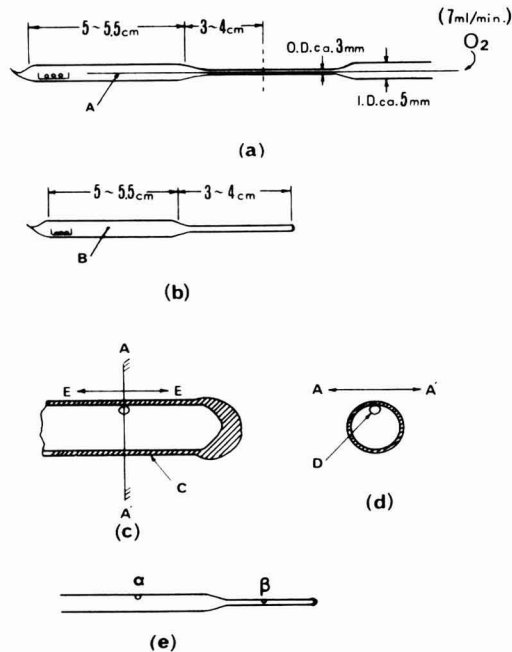 (7ml/min.)
5 ~ 5,5cm 3~4cm O.D.ca.3mm O2
A I.D.ca.5mm
(a)
5 ~ 5,5cm 3 ~ 4cm
B
(b)
A
E E A A'
D
C
A'
(c) (d)
α β
(e)